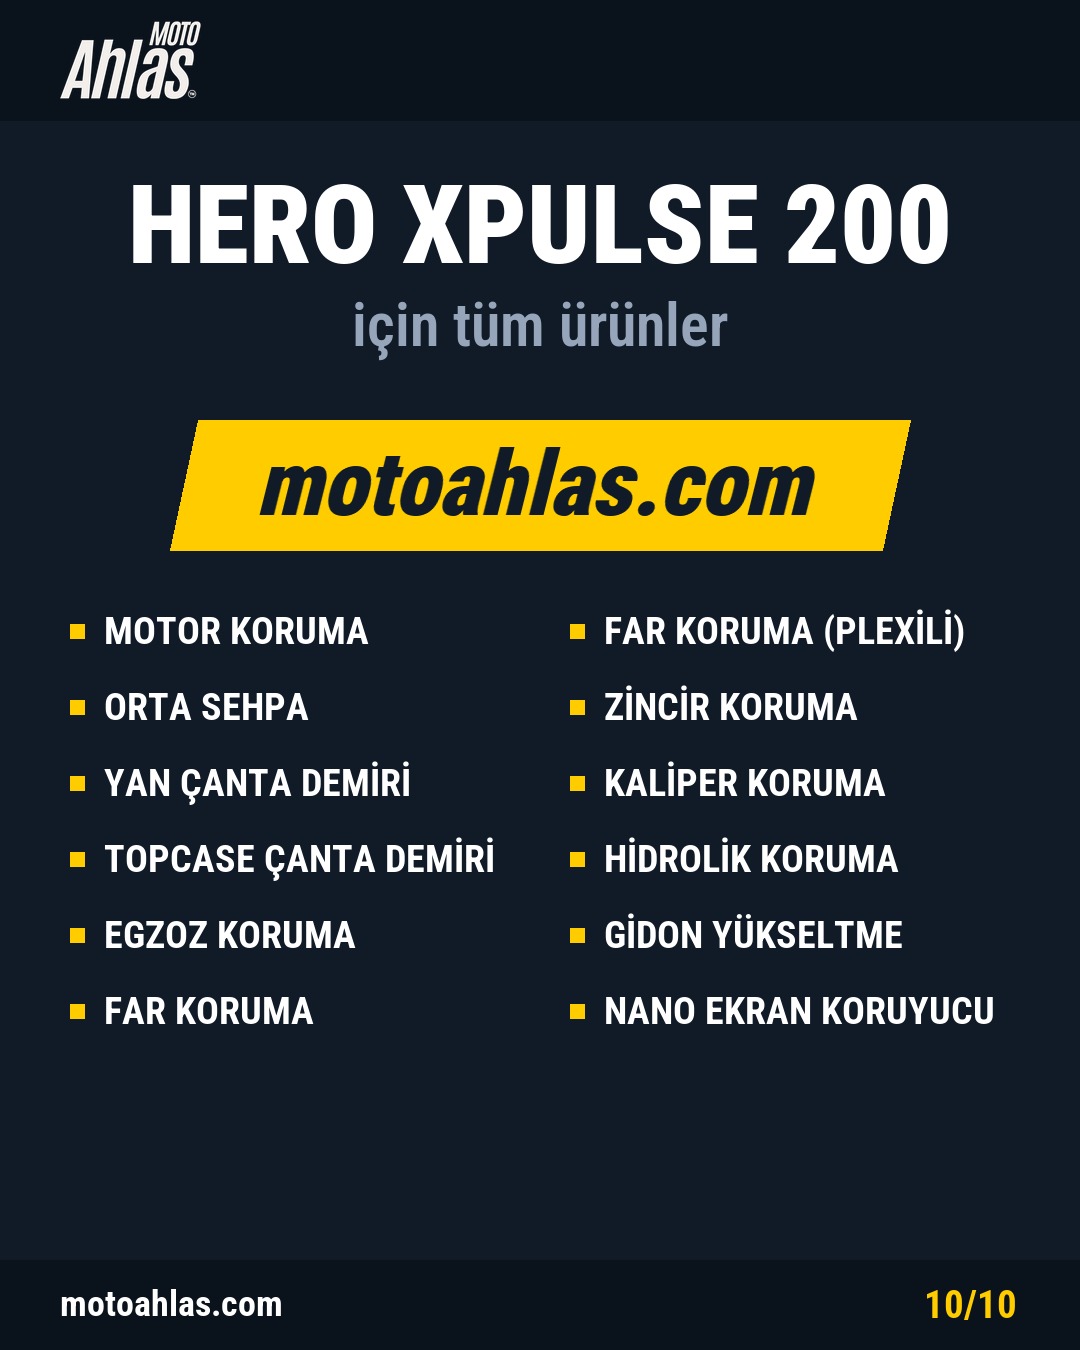 MOTO
Ahlas
TM
HERO XPULSE 200
için tüm ürünler
motoahlas.com
MOTOR KORUMA
ORTA SEHPA
YAN ÇANTA DEMİRİ
TOPCASE ÇANTA DEMİRİ
EGZOZ KORUMA
FAR KORUMA
FAR KORUMA (PLEXİLİ)
ZİNCİR KORUMA
KALİPER KORUMA
HİDROLİK KORUMA
GİDON YÜKSELTME
NANO EKRAN KORUYUCU
motoahlas.com
10/10